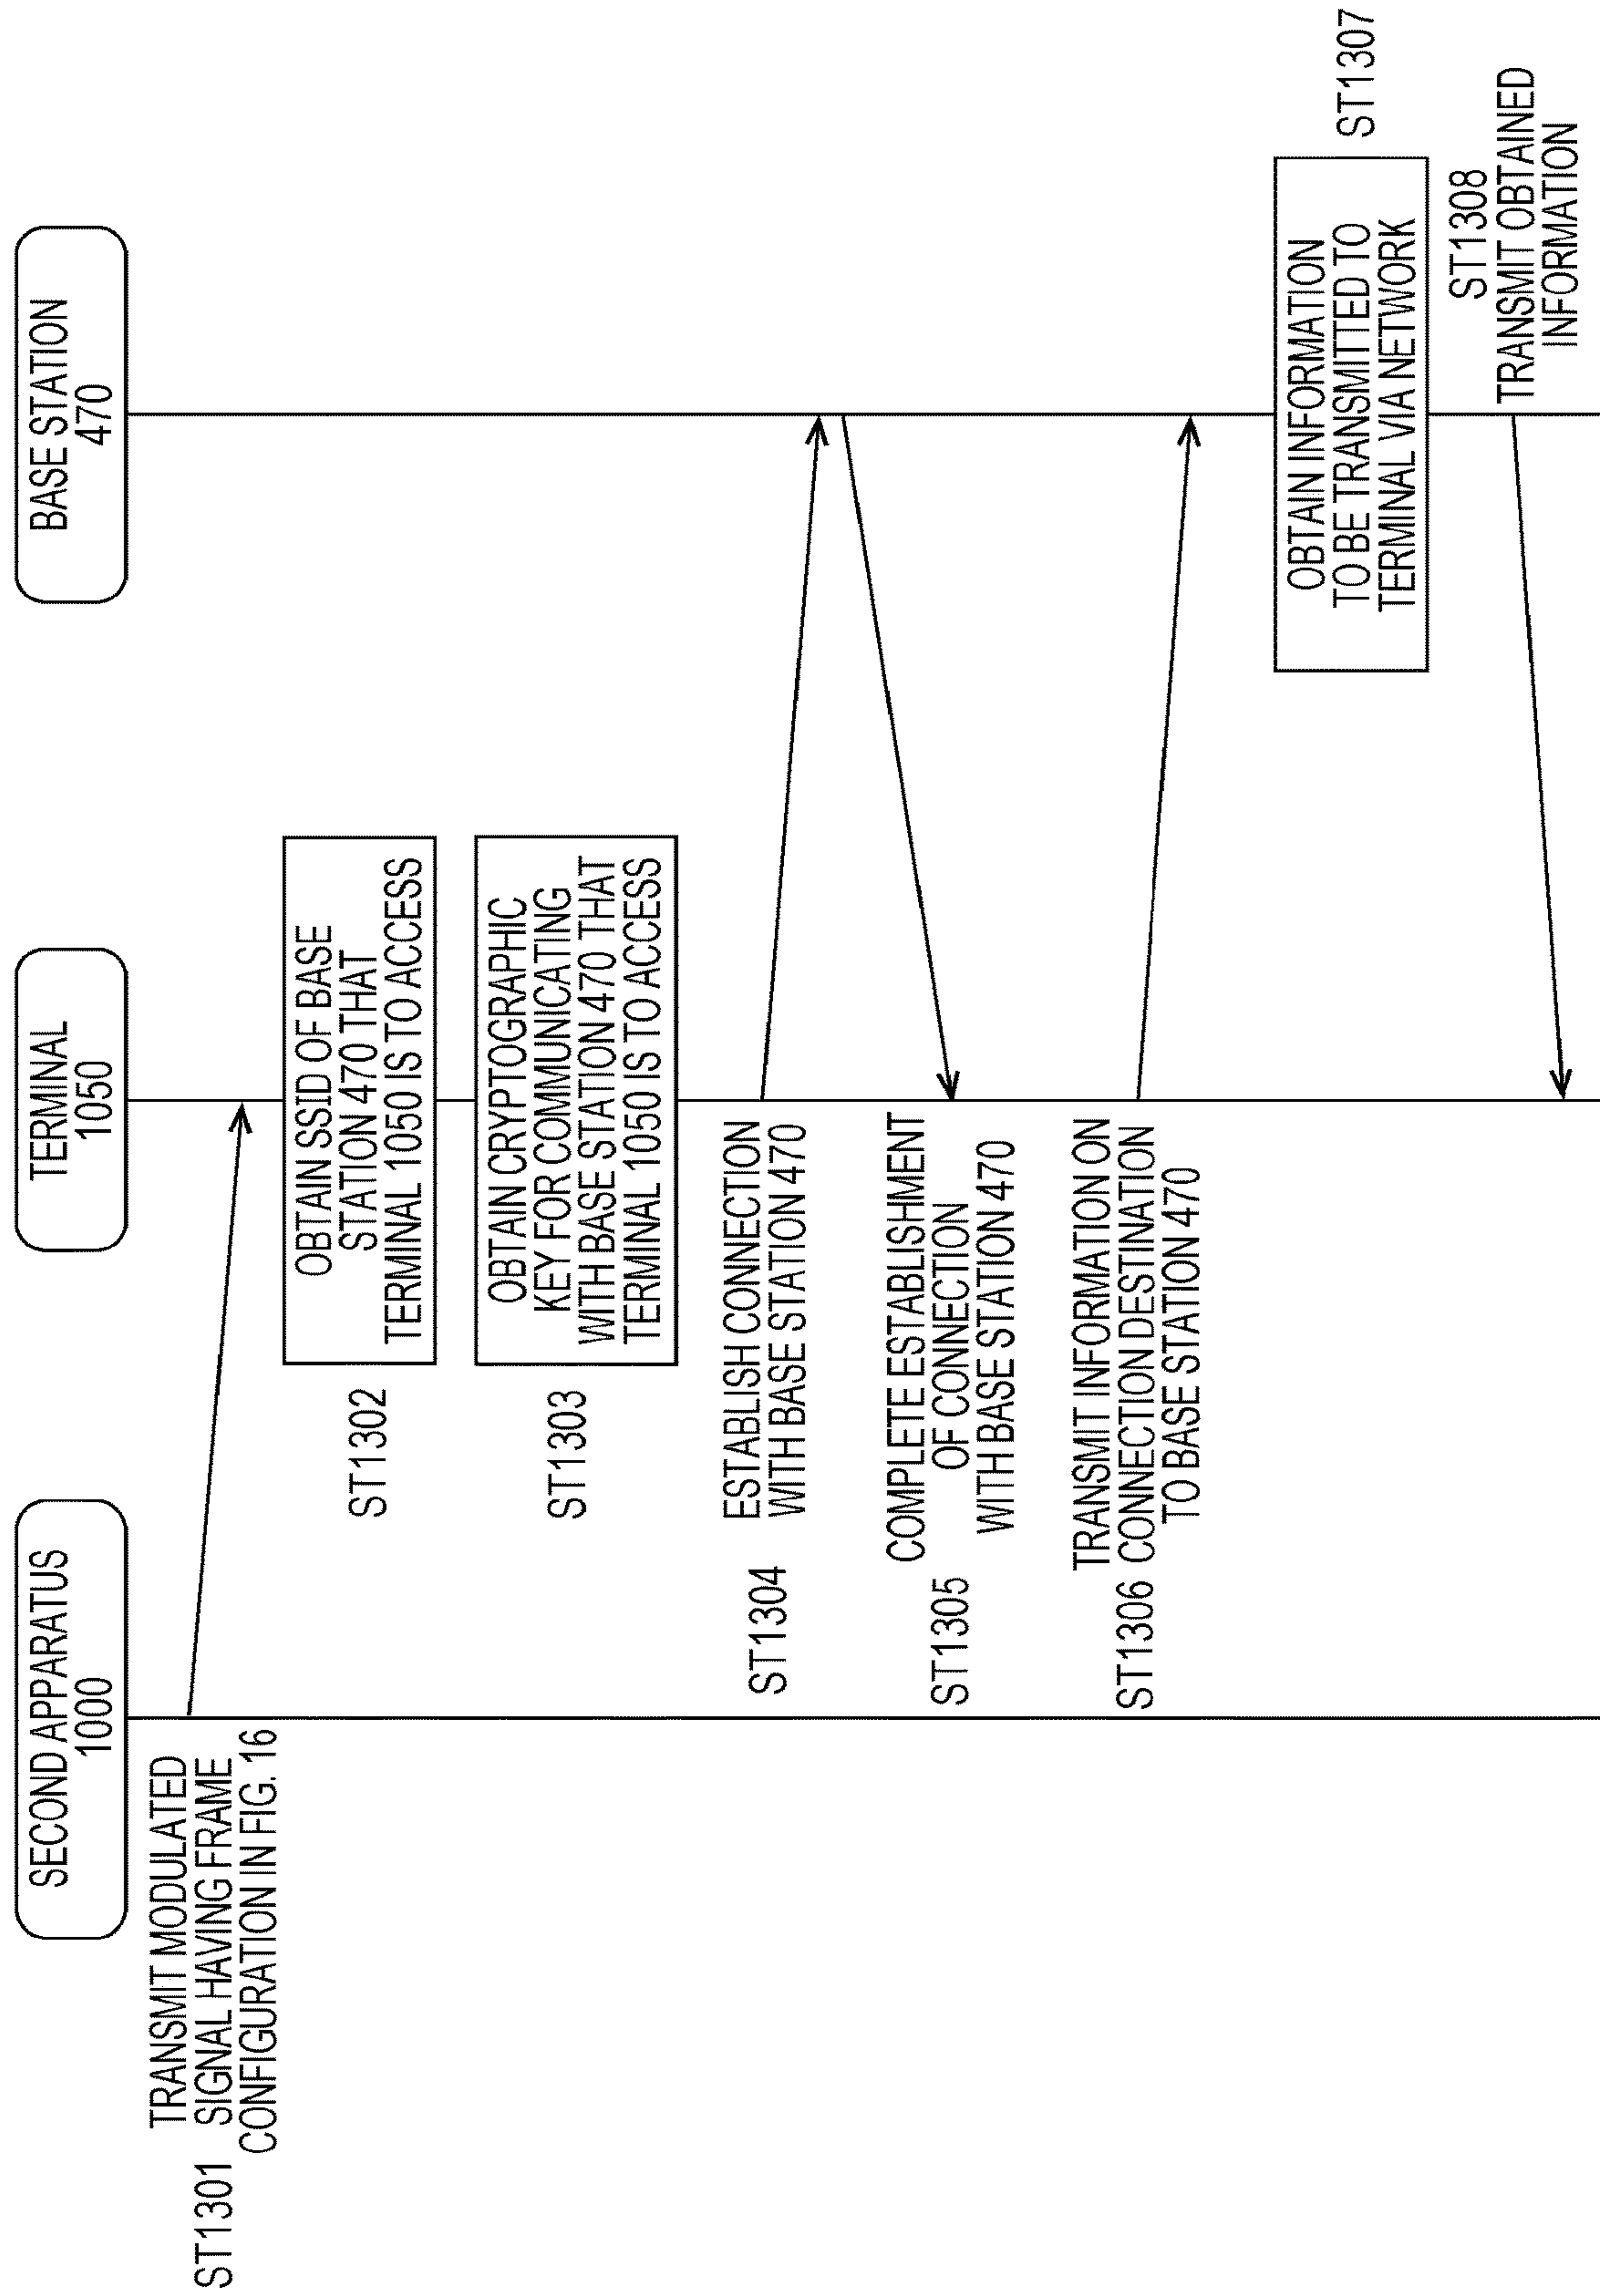 SECOND APPARATUS
1000
TERMINAL
1050
BASE STATION
470
ST1301
TRANSMIT MODULATED
SIGNAL HAVING FRAME
CONFIGURATION IN FIG. 16
ST1302
OBTAIN SSID OF BASE
STATION 470 THAT
TERMINAL 1050 IS TO ACCESS
ST1303
OBTAIN CRYPTOGRAPHIC
KEY FOR COMMUNICATING
WITH BASE STATION 470 THAT
TERMINAL 1050 IS TO ACCESS
ST1304
ESTABLISH CONNECTION
WITH BASE STATION 470
ST1305
COMPLETE ESTABLISHMENT
OF CONNECTION
WITH BASE STATION 470
ST1306
TRANSMIT INFORMATION ON
CONNECTION DESTINATION
TO BASE STATION 470
OBTAIN INFORMATION
TO BE TRANSMITTED TO
TERMINAL VIA NETWORK
ST1307
ST1308
TRANSMIT OBTAINED
INFORMATION